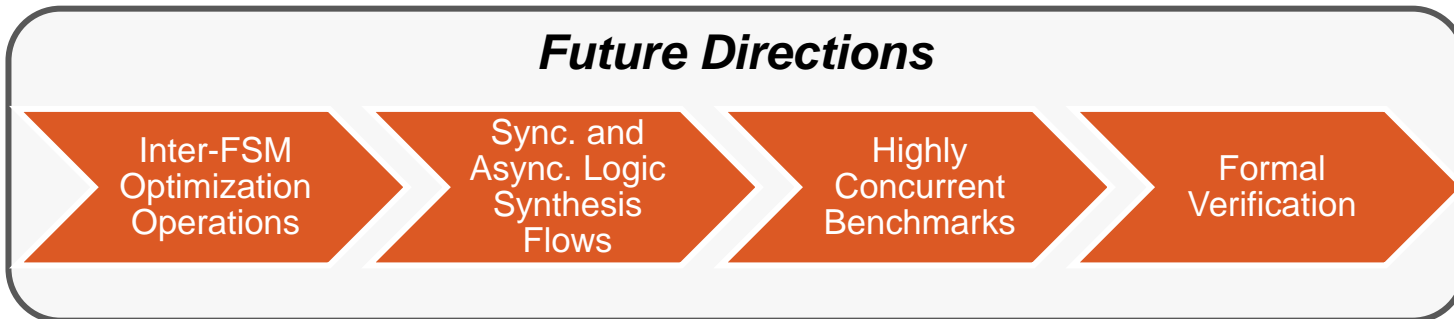 Future Directions
Inter-FSM
Optimization
Operations
Sync. and
Async. Logic
Synthesis
Flows
Highly
Concurrent
Benchmarks
Formal
Verification